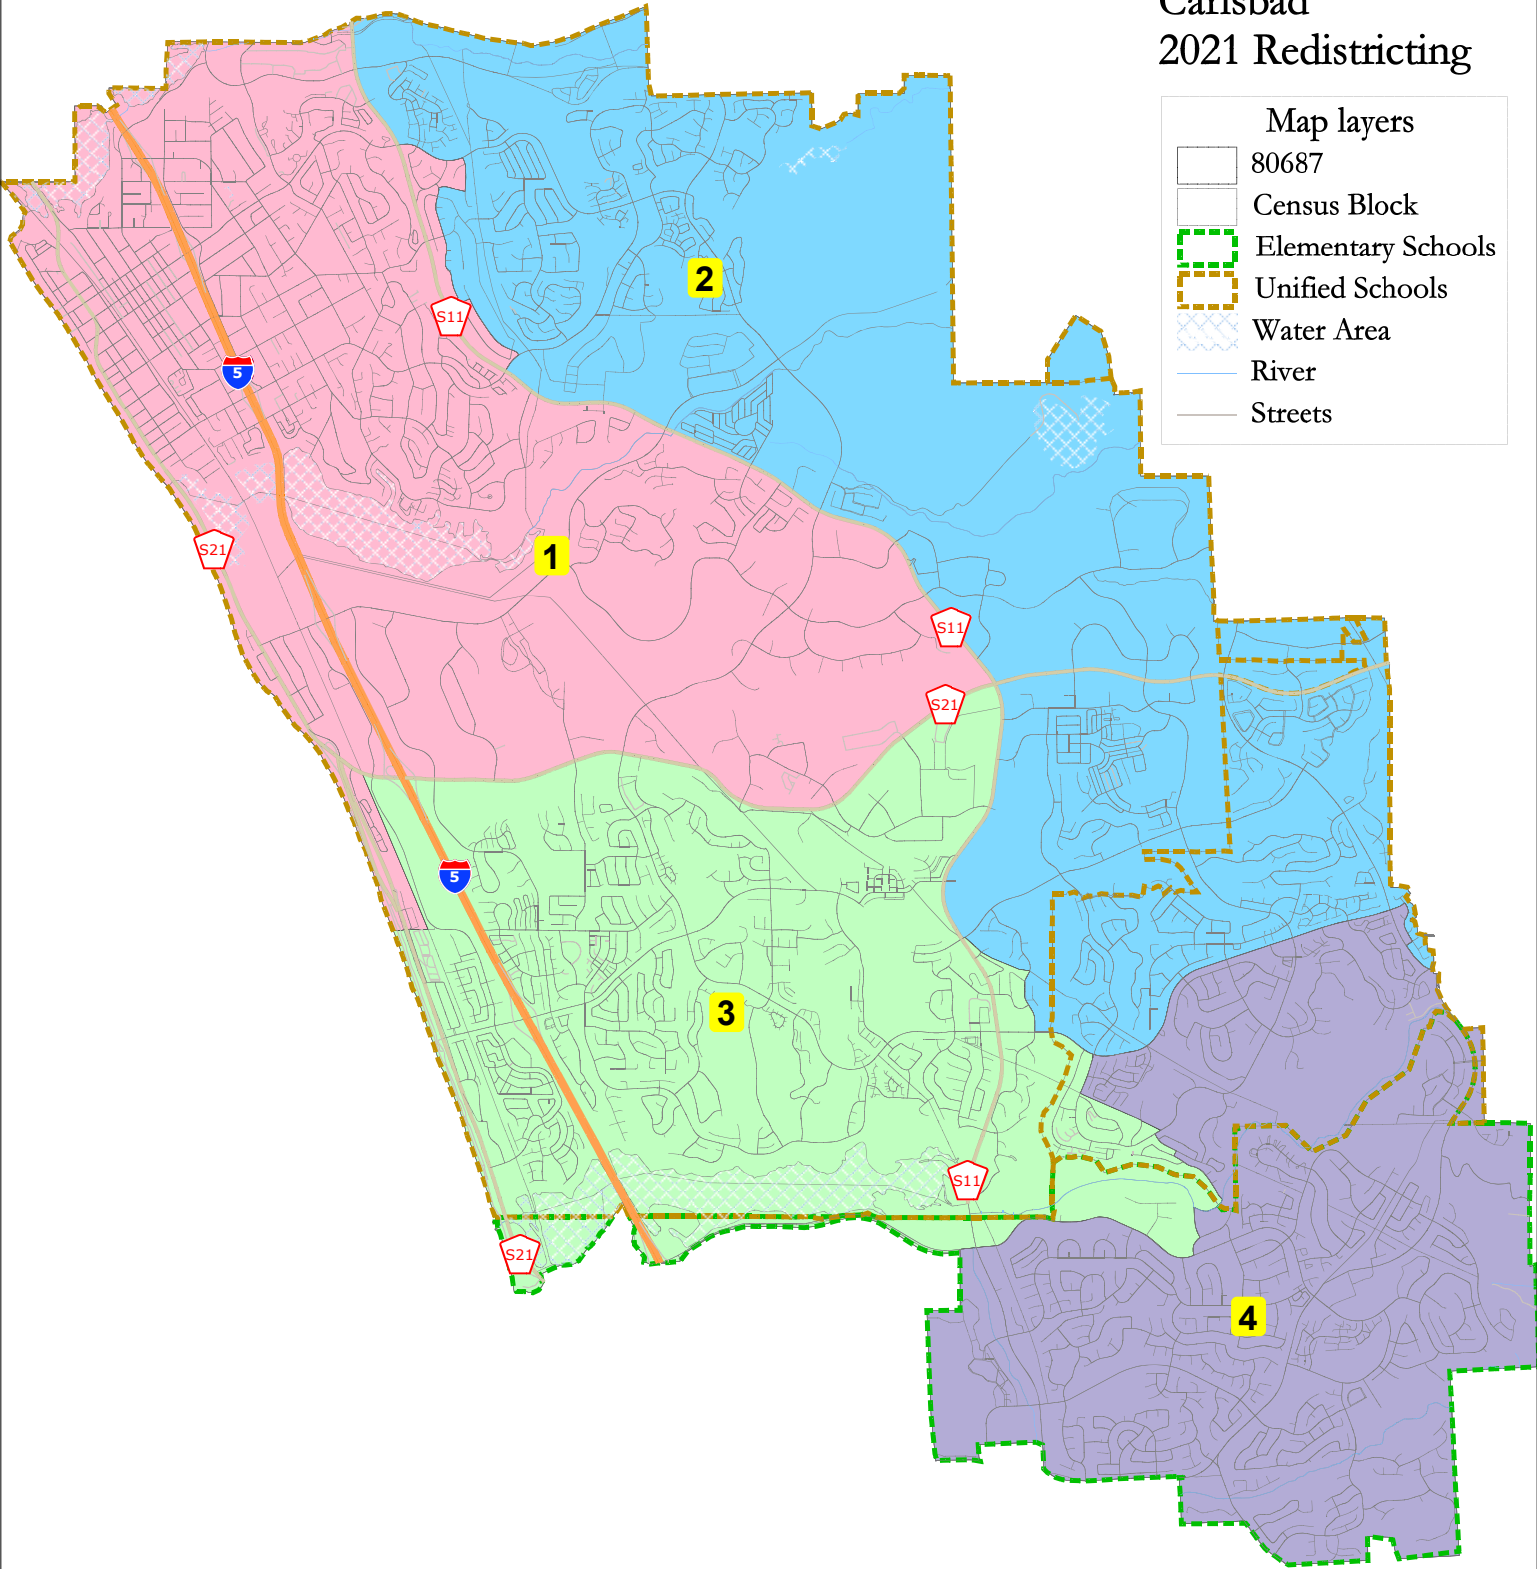 Carlsbad
2021 Redistricting
Map layers
80687
Census Block
Elementary Schools
Unified Schools
Water Area
River
Streets
2
S11
5
S21
1
S11
S21
5
3
S11
S21
4